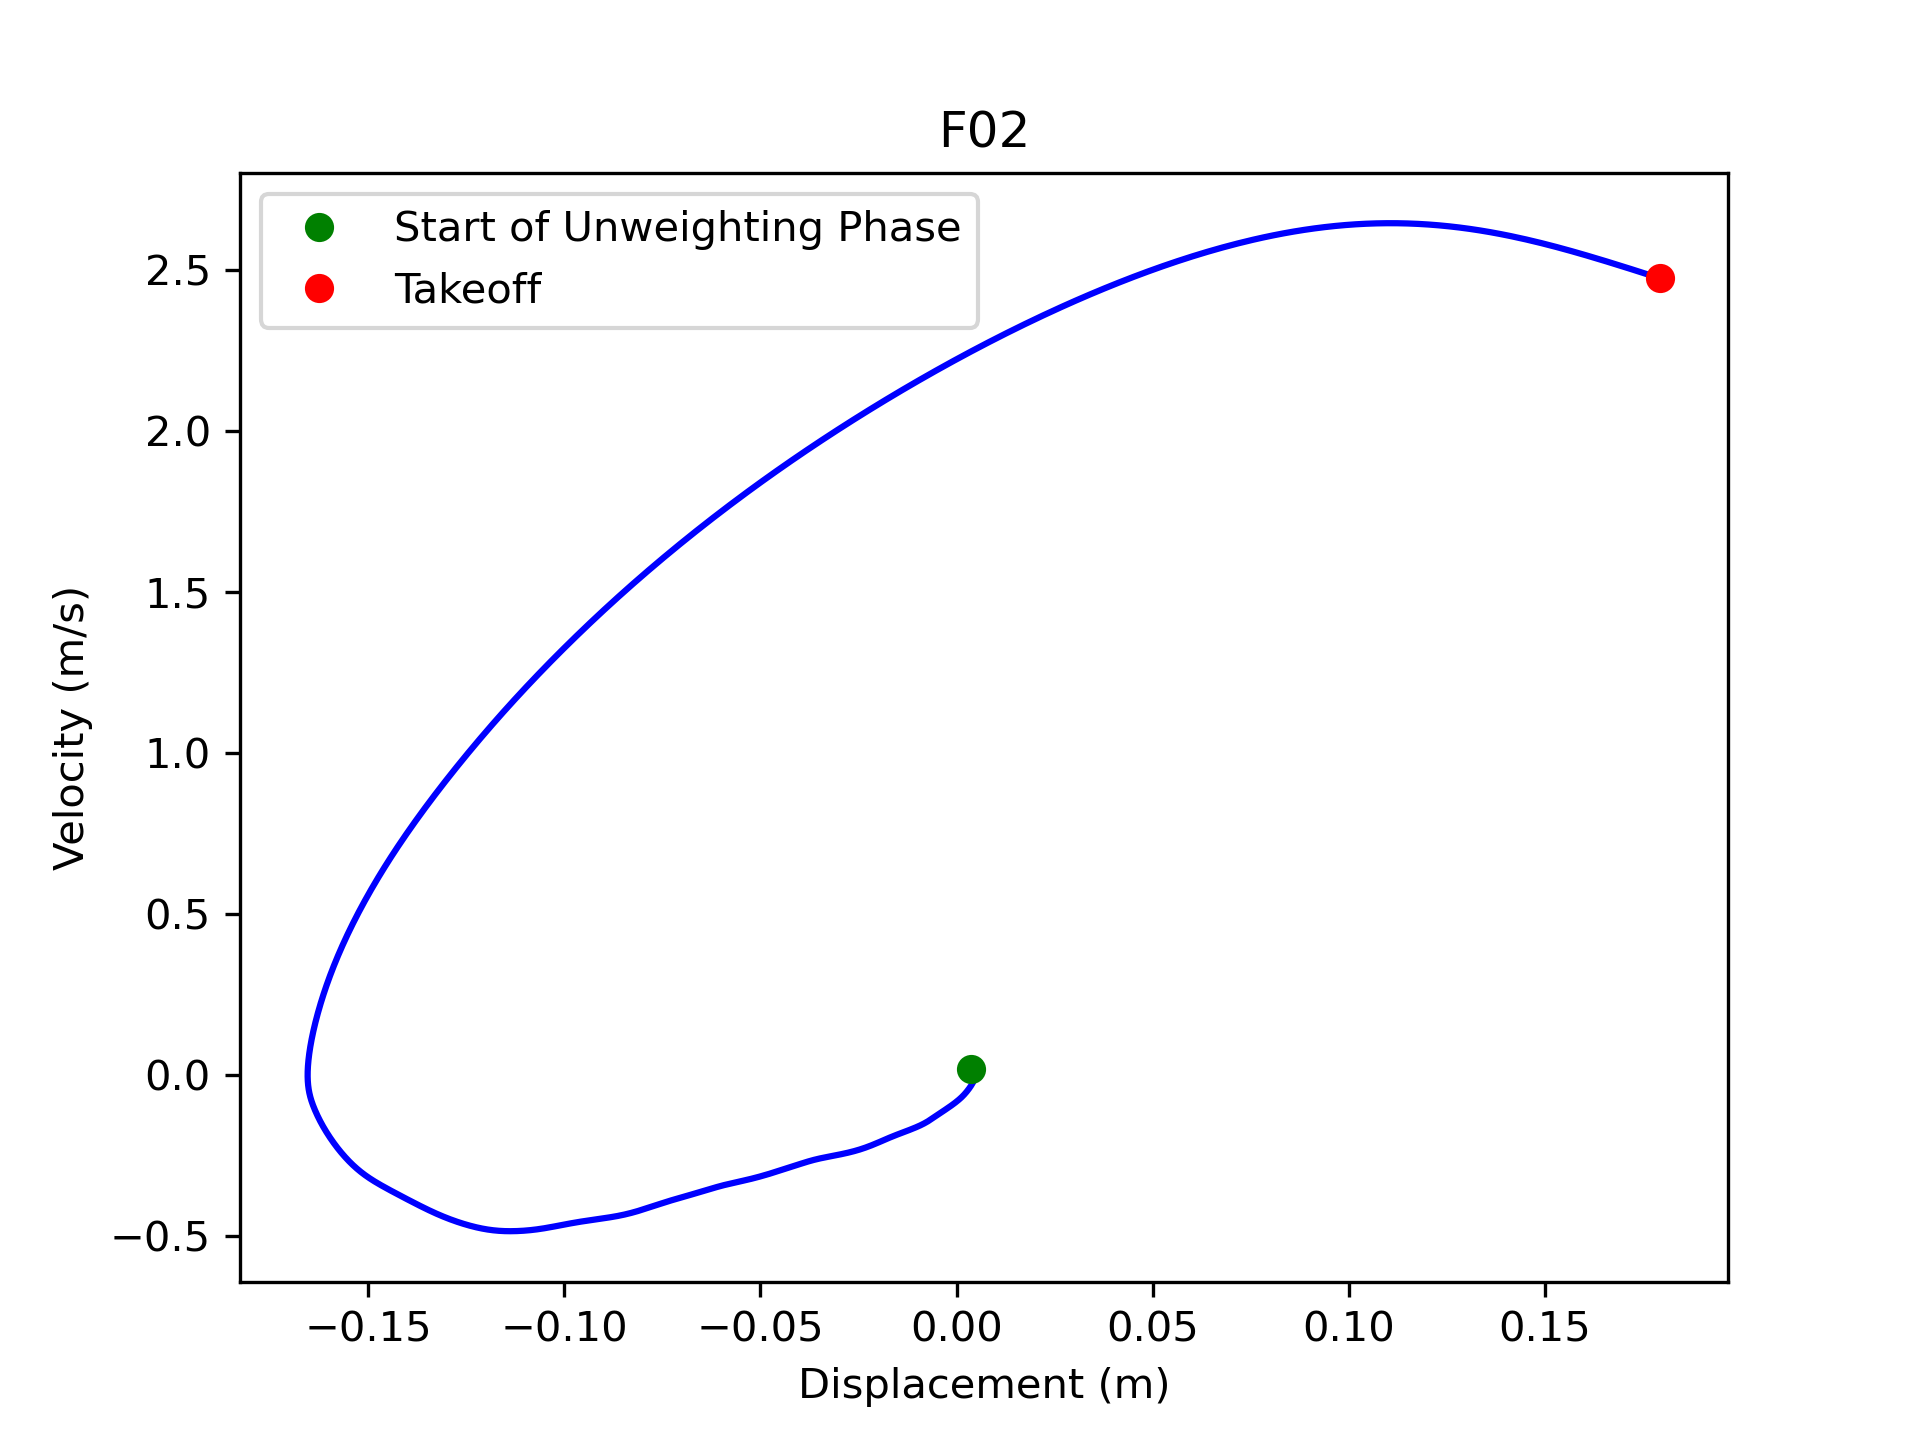 F02
Start of Unweighting Phase
Takeoff
2.5
2.0
1.5
1.0
0.5
0.0
−0.5
Velocity (m/s)
−0.15 −0.10 −0.05 0.00 0.05 0.10 0.15
Displacement (m)